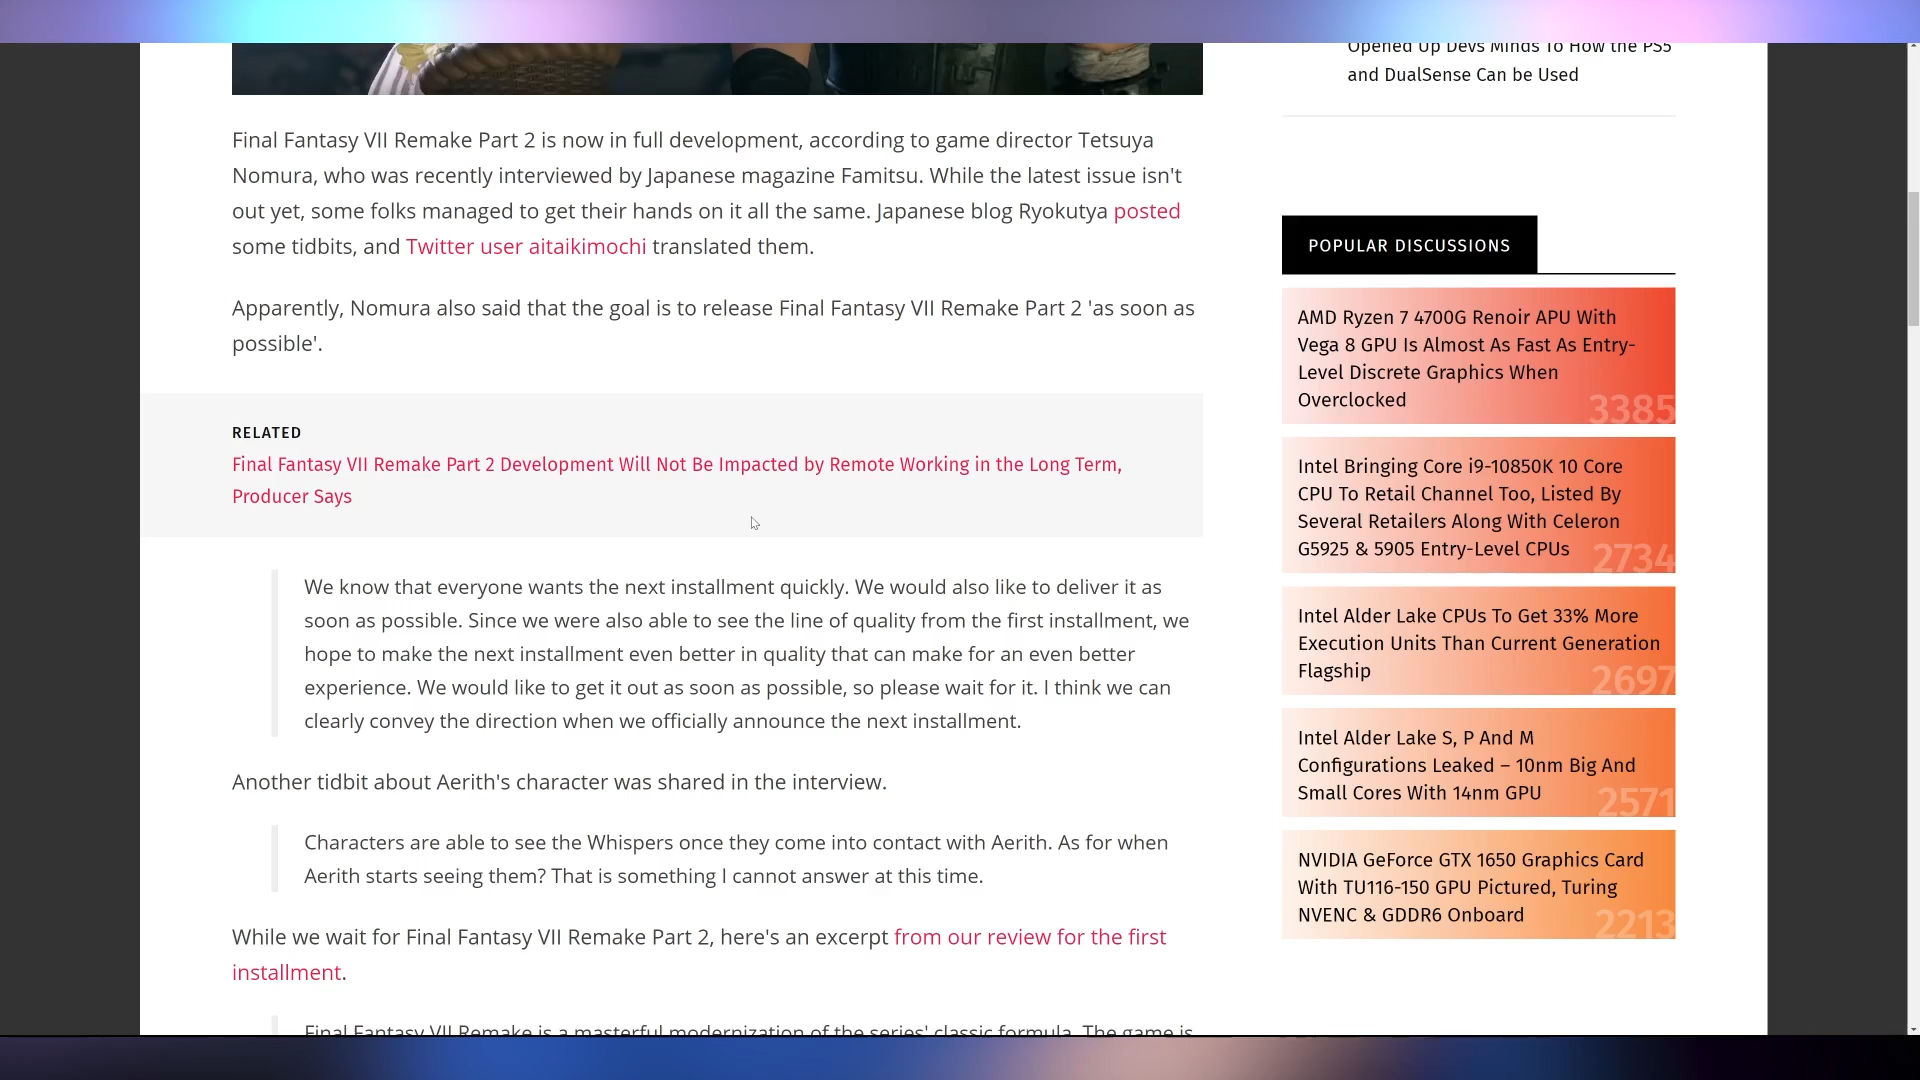 Opened Up Devs Minds To How the PS5
and DualSense Can be Used
Final Fantasy VII Remake Part 2 is now in full development, according to game director Tetsuya
Nomura, who was recently interviewed by Japanese magazine Famitsu. While the latest issue isn't
out yet, some folks managed to get their hands on it all the same. Japanese blog Ryokutya posted
some tidbits, and Twitter user aitaikimochi translated them.
Apparently, Nomura also said that the goal is to release Final Fantasy VII Remake Part 2 'as soon as
possible'.
RELATED
Final Fantasy VII Remake Part 2 Development Will Not Be Impacted by Remote Working in the Long Term,
Producer Says
We know that everyone wants the next installment quickly. We would also like to deliver it as
soon as possible. Since we were also able to see the line of quality from the first installment, we
hope to make the next installment even better in quality that can make for an even better
experience. We would like to get it out as soon as possible, so please wait for it. I think we can
clearly convey the direction when we officially announce the next installment.
Another tidbit about Aerith's character was shared in the interview.
Characters are able to see the Whispers once they come into contact with Aerith. As for when
Aerith starts seeing them? That is something I cannot answer at this time.
While we wait for Final Fantasy VII Remake Part 2, here's an excerpt from our review for the first
installment.
Final Fantasy VII Remake is a masterful modernization of the series' classic formula. The game is
POPULAR DISCUSSIONS
AMD Ryzen 7 4700G Renoir APU With
Vega 8 GPU Is Almost As Fast As Entry-
Level Discrete Graphics When
Overclocked
3385
Intel Bringing Core i9-10850K 10 Core
CPU To Retail Channel Too, Listed By
Several Retailers Along With Celeron
G5925 & 5905 Entry-Level CPUs
2734
Intel Alder Lake CPUs To Get 33% More
Execution Units Than Current Generation
Flagship
2697
Intel Alder Lake S, P And M
Configurations Leaked – 10nm Big And
Small Cores With 14nm GPU
2571
NVIDIA GeForce GTX 1650 Graphics Card
With TU116-150 GPU Pictured, Turing
NVENC & GDDR6 Onboard
2213